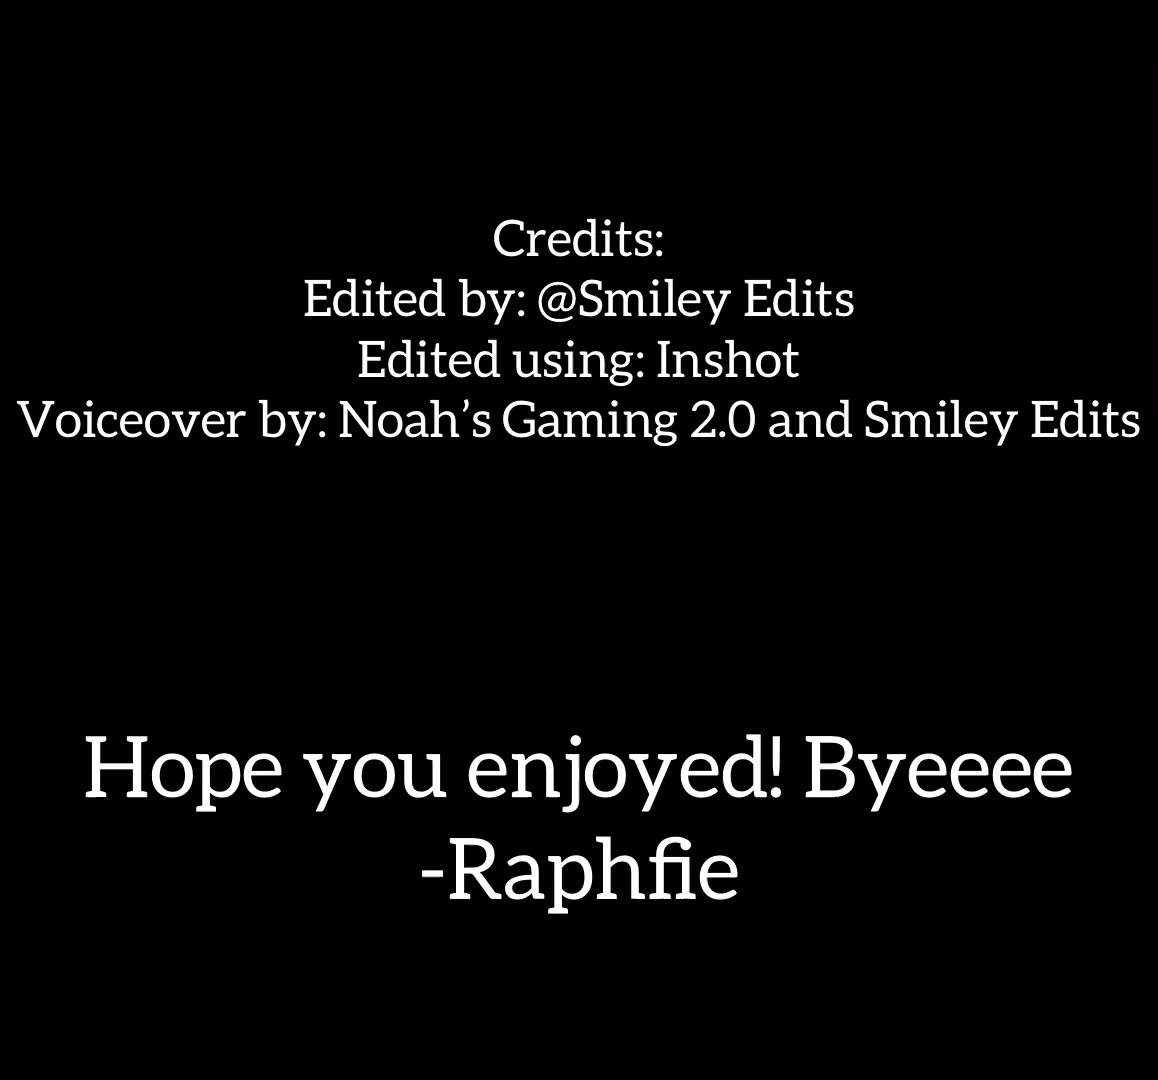 Credits:
Edited by: @Smiley Edits
Edited using: Inshot
Voiceover by: Noah’s Gaming 2.0 and Smiley Edits
Hope you enjoyed! Byeeee
-Raphfie